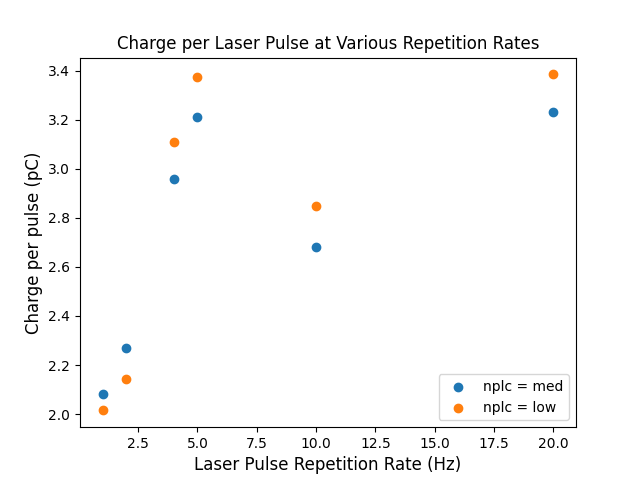 Charge per Laser Pulse at Various Repetition Rates
3.4
3.2
3.0
2.8
2.6
2.4
2.2
2.0
Charge per pulse (pC)
nplc = med
nplc = low
2.5 5.0 7.5 10.0 12.5 15.0 17.5 20.0
Laser Pulse Repetition Rate (Hz)